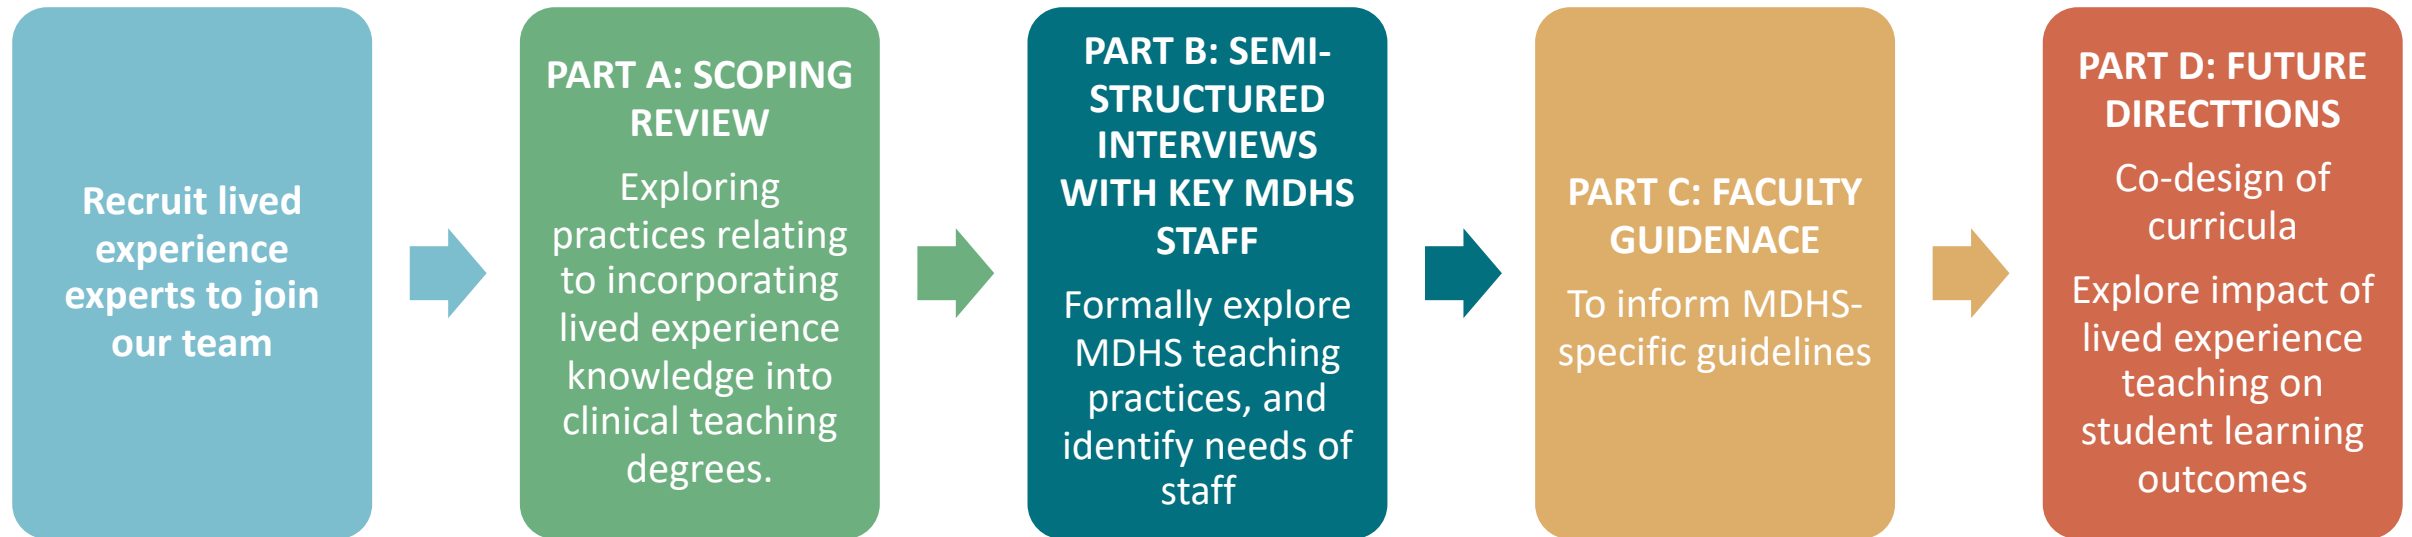 Recruit lived
experience
experts to join
our team
PART A: SCOPING
REVIEW
Exploring
practices relating
to incorporating
lived experience
knowledge into
clinical teaching
degrees.
PART B: SEMI-
STRUCTURED
INTERVIEWS
WITH KEY MDHS
STAFF
Formally explore
MDHS teaching
practices, and
identify needs of
staff
PART C: FACULTY
GUIDENACE
To inform MDHS-
specific guidelines
PART D: FUTURE
DIRECTTIONS
Co-design of
curricula
Explore impact of
lived experience
teaching on
student learning
outcomes